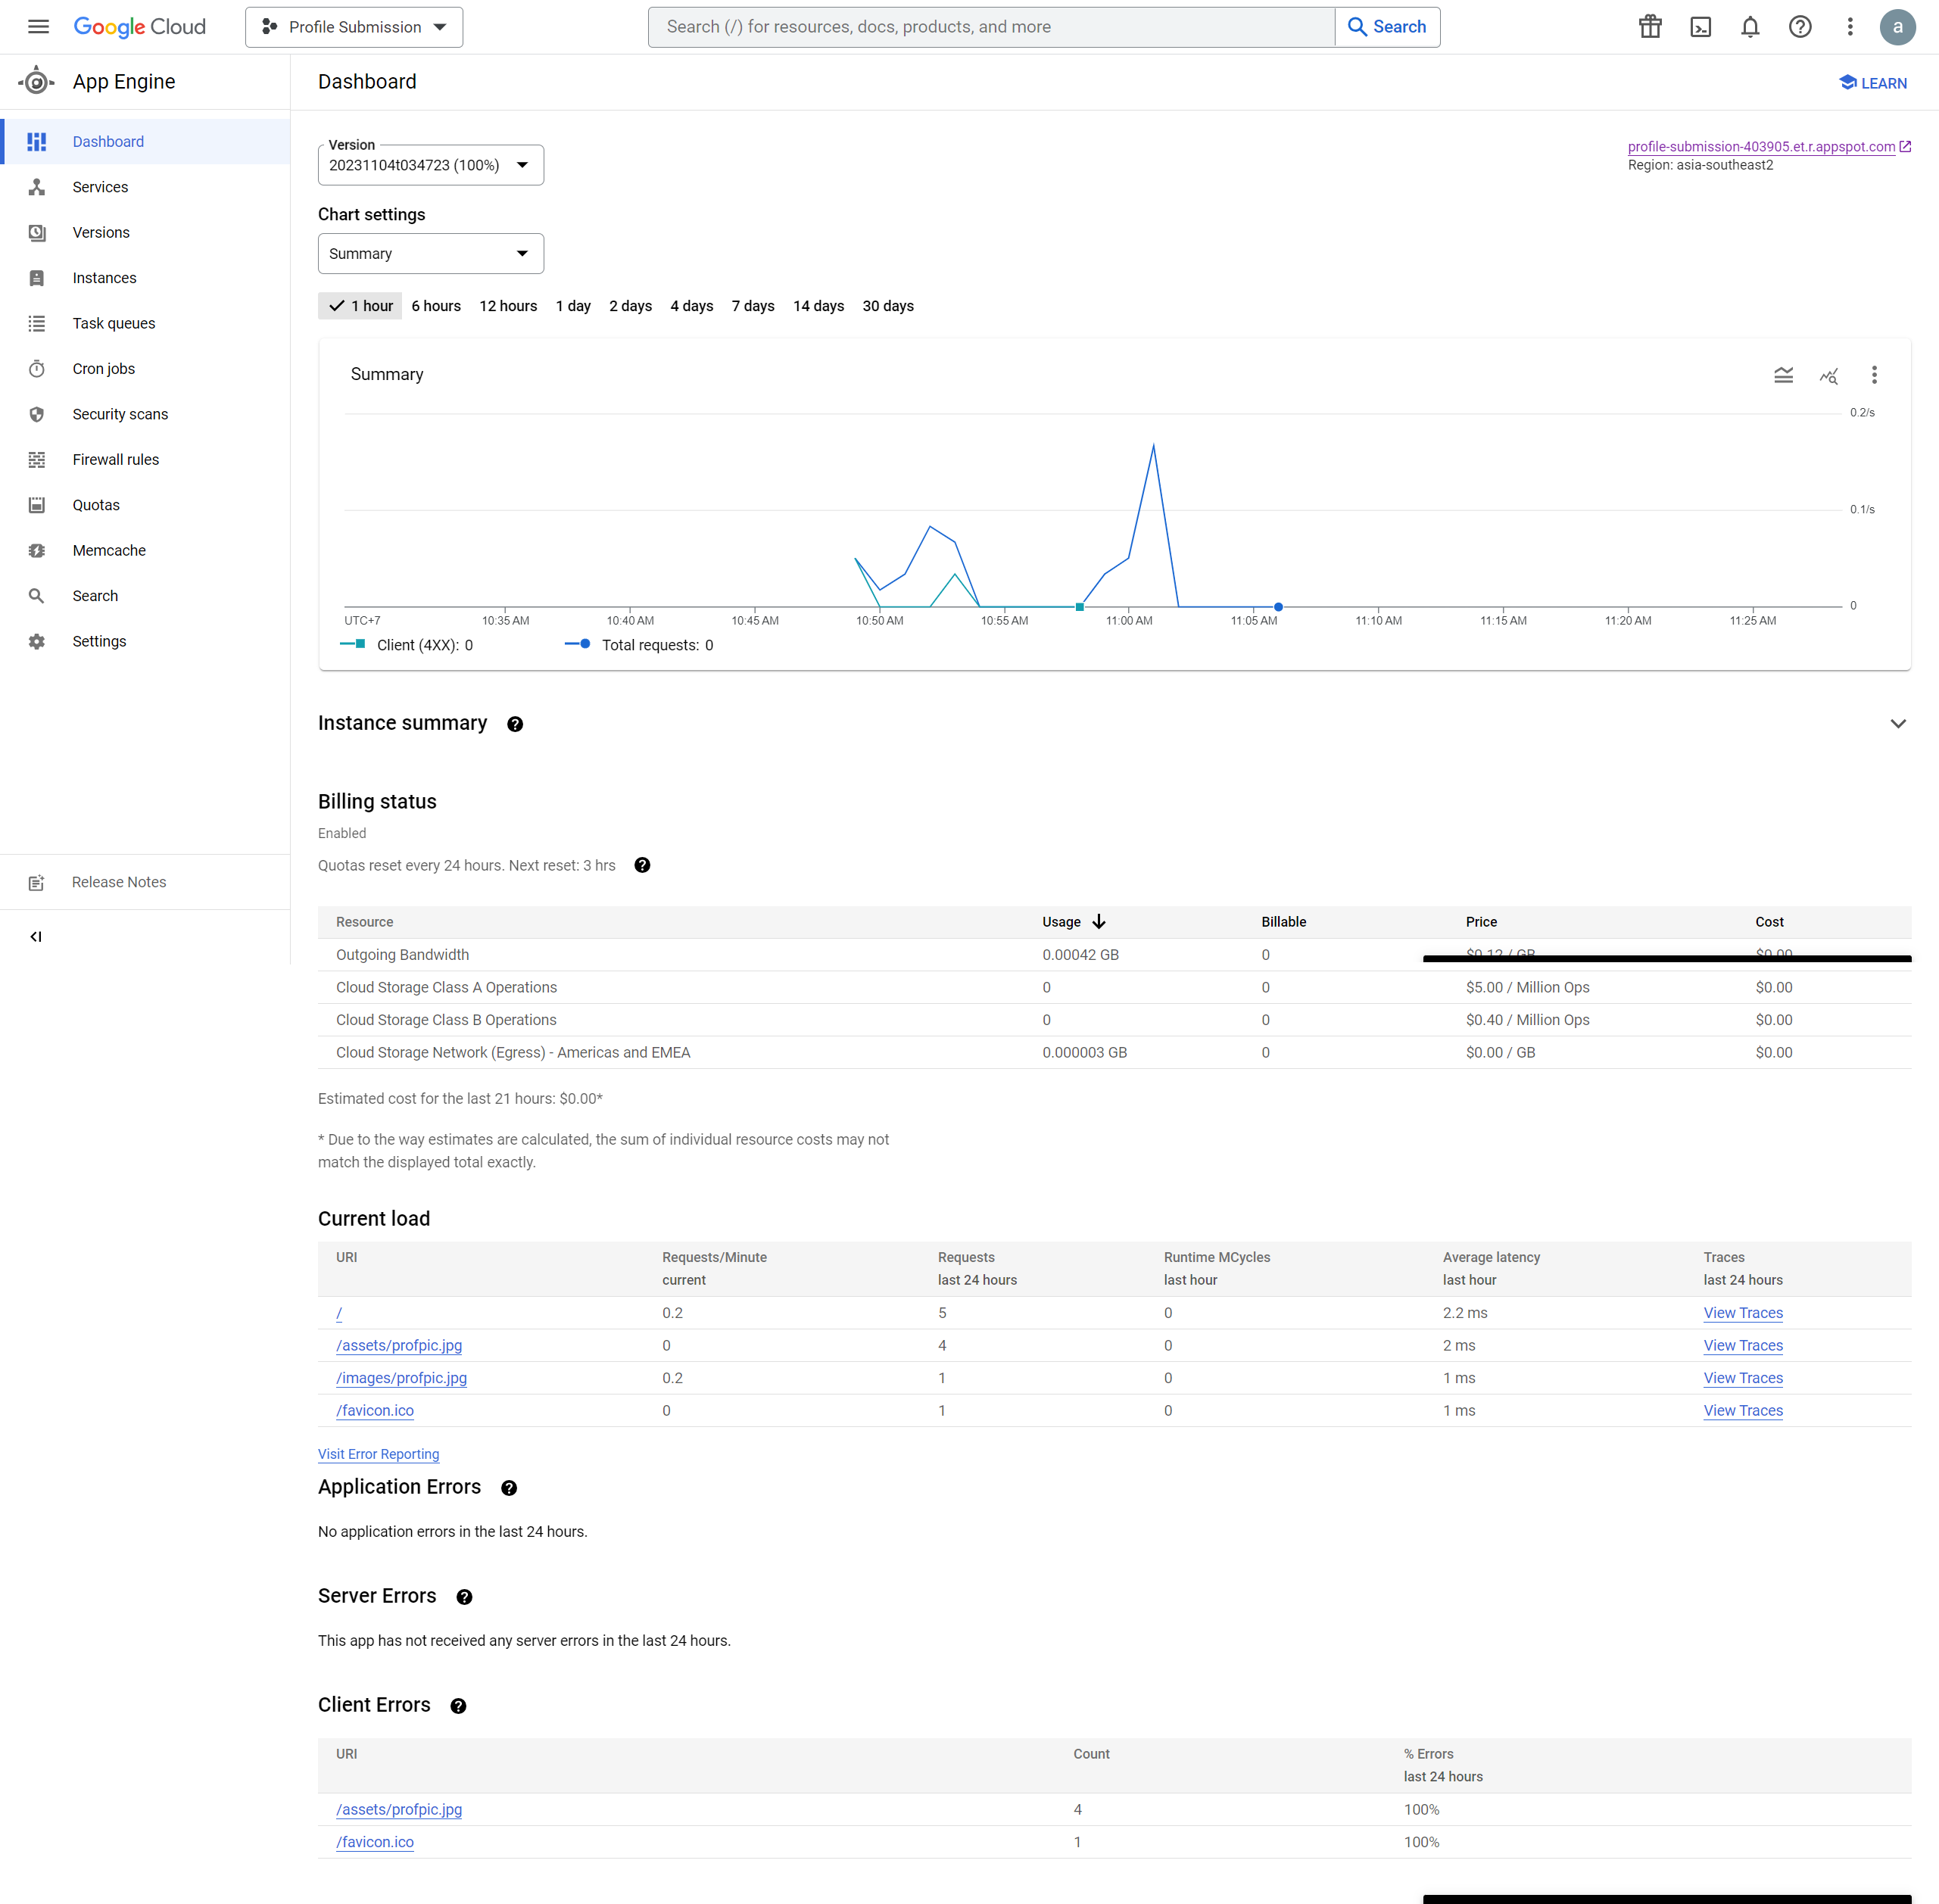 Google Cloud
Profile Submission
Search (/) for resources, docs, products, and more
Search
a
App Engine
Dashboard
LEARN
Dashboard
Services
Versions
Instances
Task queues
Cron jobs
Security scans
Firewall rules
Quotas
Memcache
Search
Settings
Release Notes
Version
20231104t034723 (100%)
profile-submission-403905.et.r.appspot.com
Region: asia-southeast2
Chart settings
Summary
1 hour 6 hours 12 hours 1 day 2 days 4 days 7 days 14 days 30 days
Summary
0.2/s
0.1/s
0
UTC+7 10:35 AM 10:40 AM 10:45 AM 10:50 AM 10:55 AM 11:00 AM 11:05 AM 11:10 AM 11:15 AM 11:20 AM 11:25 AM
Client (4XX): 0 Total requests: 0
Instance summary
Billing status
Enabled
Quotas reset every 24 hours. Next reset: 3 hrs
Resource Usage Billable Price Cost
Outgoing Bandwidth 0.00042 GB 0 $0.12 / GB $0.00
Cloud Storage Class A Operations 0 0 $5.00 / Million Ops $0.00
Cloud Storage Class B Operations 0 0 $0.40 / Million Ops $0.00
Cloud Storage Network (Egress) - Americas and EMEA 0.000003 GB 0 $0.00 / GB $0.00
Estimated cost for the last 21 hours: $0.00*
* Due to the way estimates are calculated, the sum of individual resource costs may not
match the displayed total exactly.
Current load
URI Requests/Minute Requests Runtime MCycles Average latency Traces
current last 24 hours last hour last hour last 24 hours
/ 0.2 5 0 2.2 ms View Traces
/assets/profpic.jpg 0 4 0 2 ms View Traces
/images/profpic.jpg 0.2 1 0 1 ms View Traces
/favicon.ico 0 1 0 1 ms View Traces
Visit Error Reporting
Application Errors
No application errors in the last 24 hours.
Server Errors
This app has not received any server errors in the last 24 hours.
Client Errors
URI Count % Errors
last 24 hours
/assets/profpic.jpg 4 100%
/favicon.ico 1 100%